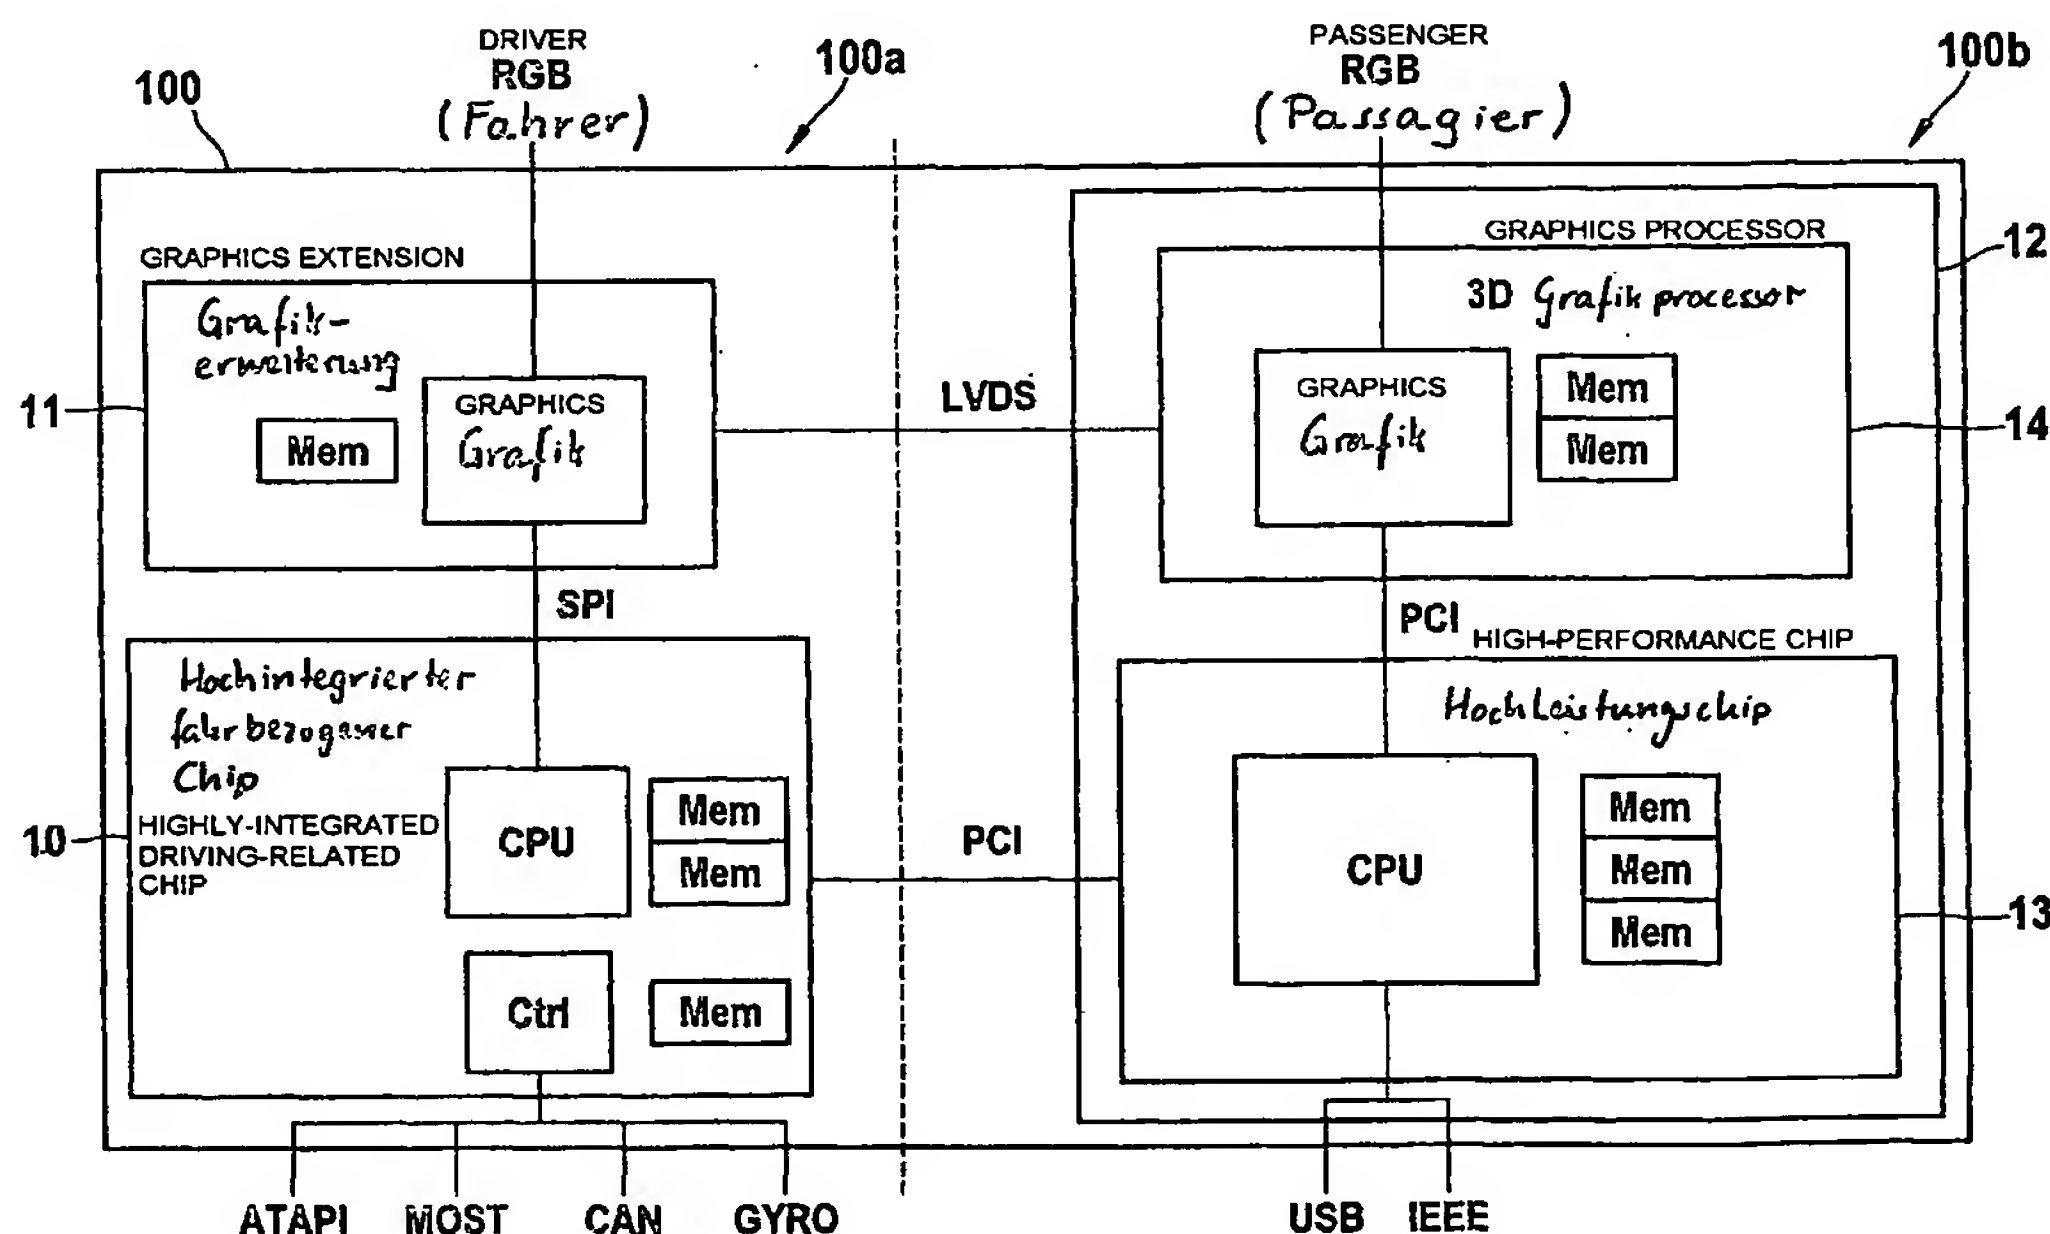 DRIVER
RGB
(Fahrer)
100a
100
PASSENGER
RGB
(Passagier)
100b
GRAPHICS EXTENSION
Grafik-
erweiterung
11
Mem
GRAPHICS
Grafik
SPI
Hochintegrierter
fahrbezogener
Chip
10
HIGHLY-INTEGRATED
DRIVING-RELATED
CHIP
CPU
Mem
Mem
Ctrl
Mem
ATAPI MOST CAN GYRO
LVDS
PCI
GRAPHICS PROCESSOR
12
3D Grafikprocessor
GRAPHICS
Grafik
Mem
Mem
14
PCI
HIGH-PERFORMANCE CHIP
Hochleistungschip
CPU
Mem
Mem
Mem
13
USB IEEE